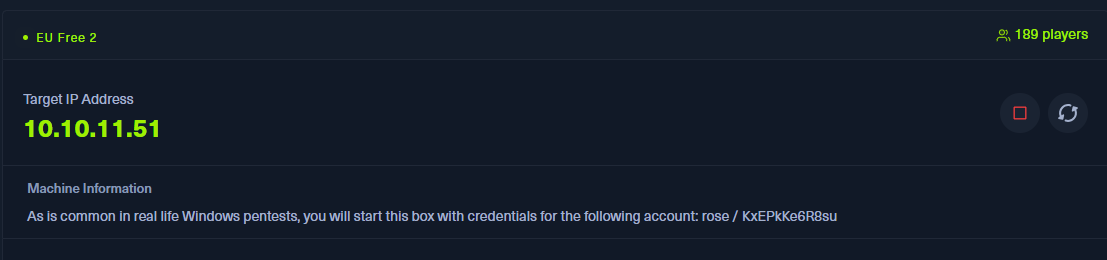 EU Free 2
189 players
Target IP Address
10.10.11.51
Machine Information
As is common in real life Windows pentests, you will start this box with credentials for the following account: rose / KxEPkKe6R8su